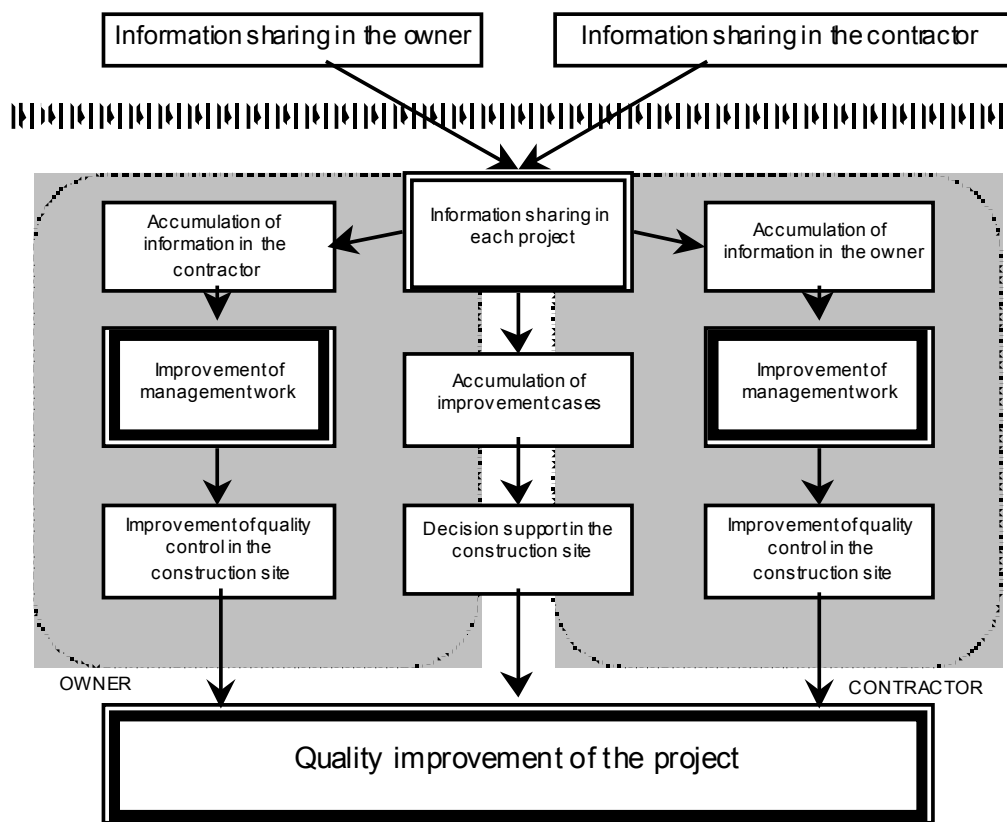 Information sharing in the owner
Information sharing in the contractor
Information sharing in
each project
Accumulation of
information in the
contractor
Accumulation of
information in the owner
Improvement of
management work
Accumulation of
improvement cases
Improvement of
management work
Improvement of quality
control in the
construction site
Decision support in the
construction site
Improvement of quality
control in the
construction site
OWNER
CONTRACTOR
Quality improvement of the project